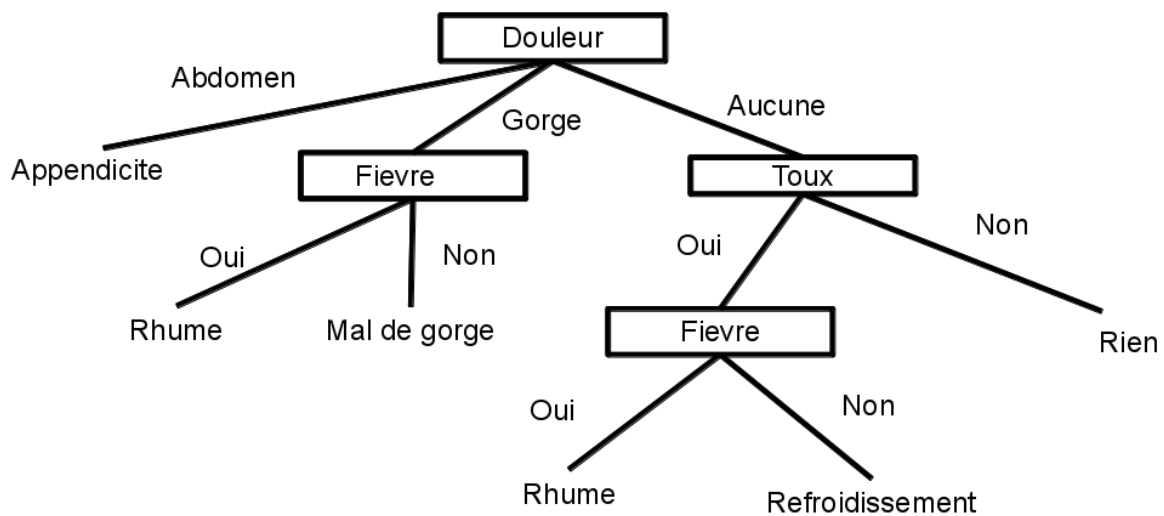 Douleur
Abdomen
Gorge
Aucune
Appendicite
Fievre
Toux
Oui
Non
Oui
Non
Rhume
Mal de gorge
Fievre
Rien
Oui
Non
Rhume
Refroidissement